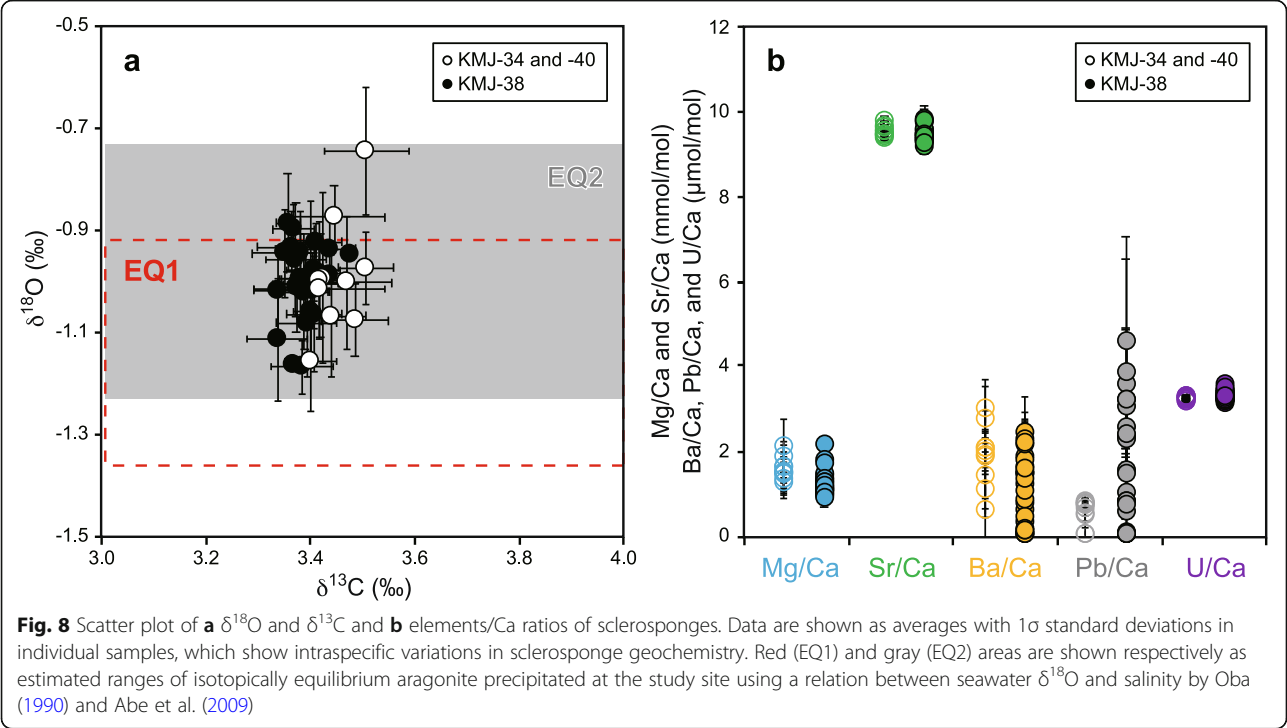 -0.5
-0.7
-0.9
-1.1
-1.3
-1.5
δ18O (‰)
a
KMJ-34 and -40
KMJ-38
EQ2
EQ1
3.0 3.2 3.4 3.6 3.8 4.0
δ13C (‰)
12
10
8
6
4
2
0
Mg/Ca and Sr/Ca (mmol/mol)
Ba/Ca, Pb/Ca, and U/Ca (μmol/mol)
b
KMJ-34 and -40
KMJ-38
Mg/Ca Sr/Ca Ba/Ca Pb/Ca U/Ca
Fig. 8 Scatter plot of a δ18O and δ13C and b elements/Ca ratios of sclerosponges. Data are shown as averages with 1σ standard deviations in
individual samples, which show intraspecific variations in sclerosponge geochemistry. Red (EQ1) and gray (EQ2) areas are shown respectively as
estimated ranges of isotopically equilibrium aragonite precipitated at the study site using a relation between seawater δ18O and salinity by Oba
(1990) and Abe et al. (2009)